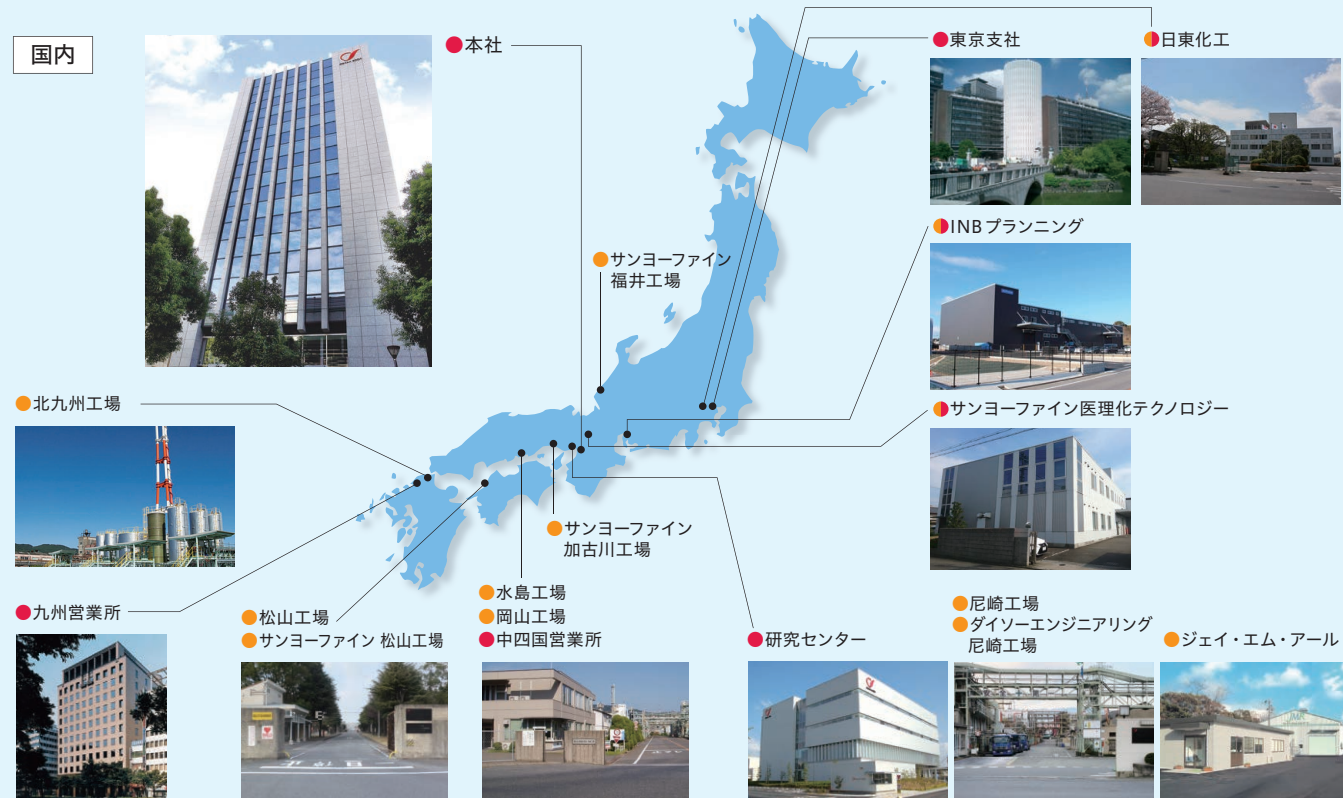 国内
●本社
●東京支社
●日東化工
●INBプランニング
●サンヨーファイン
福井工場
●北九州工場
●サンヨーファイン医理化テクノロジー
●サンヨーファイン
加古川工場
●九州営業所
●松山工場
●サンヨーファイン 松山工場
●水島工場
●岡山工場
●中四国営業所
●研究センター
●尼崎工場
●ダイソーエンジニアリング
尼崎工場
●ジェイ・エム・アール
JMR